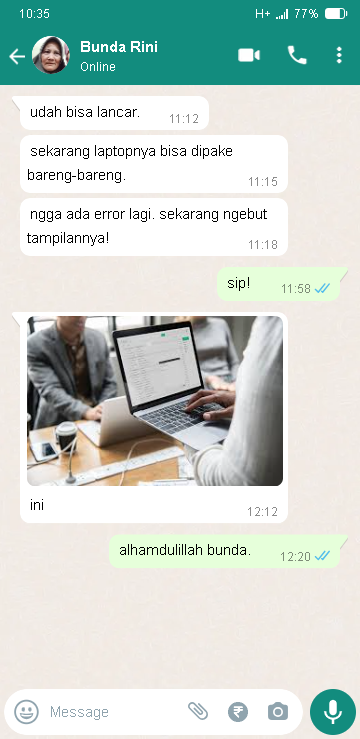 10:35 H+ 77%
Bunda Rini
Online
udah bisa lancar. 11:12
sekarang laptopnya bisa dipake
bareng-bareng. 11:15
ngga ada error lagi. sekarang ngebut
tampilannya! 11:18
sip! 11:58
ini 12:12
alhamdulillah bunda. 12:20
Message